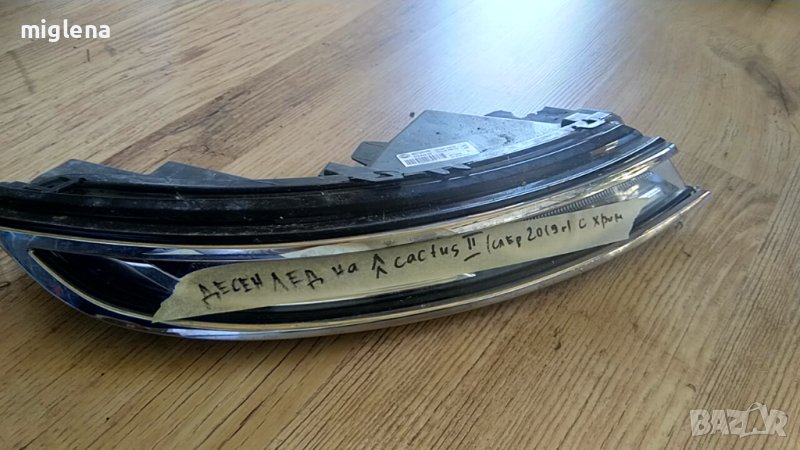 miglena
ДЕСЕН ЛЕД на cactus II (след 2019г) с хром
BAZAR